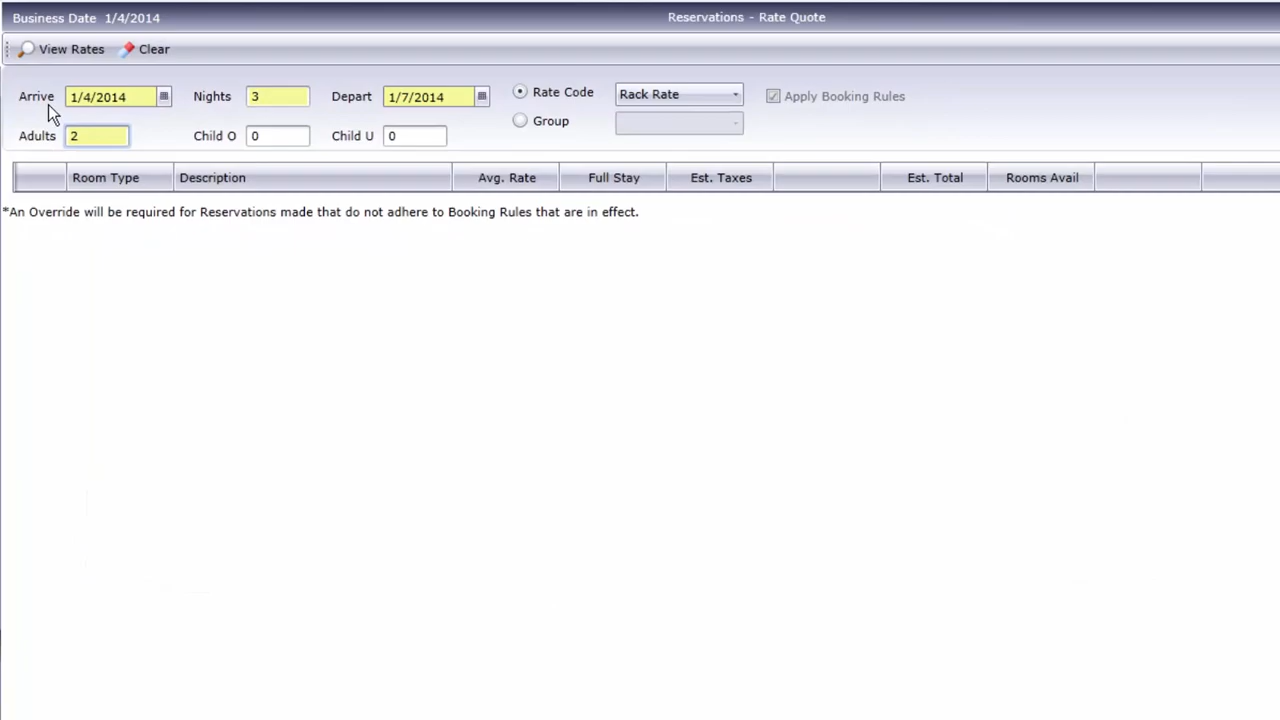 Business Date 1/4/2014 Reservations - Rate Quote
View Rates Clear
Arrive 1/4/2014 Nights 3 Depart 1/7/2014 Rate Code Rack Rate Apply Booking Rules
Group
Adults 2 Child O 0 Child U 0
Room Type Description Avg. Rate Full Stay Est. Taxes Est. Total Rooms Avail
*An Override will be required for Reservations made that do not adhere to Booking Rules that are in effect.